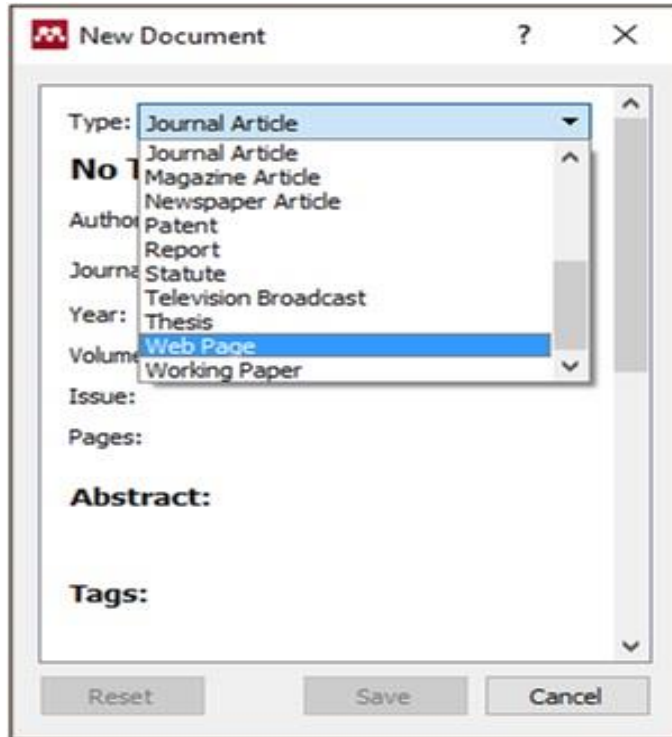 New Document
Type: Journal Article
Journal Article
No T
Magazine Article
Newspaper Article
Autho
Patent
Report
Journa
Statute
Television Broadcast
Year:
Thesis
Web Page
Volume
Working Paper
Issue:
Pages:
Abstract:
Tags:
Reset Save Cancel